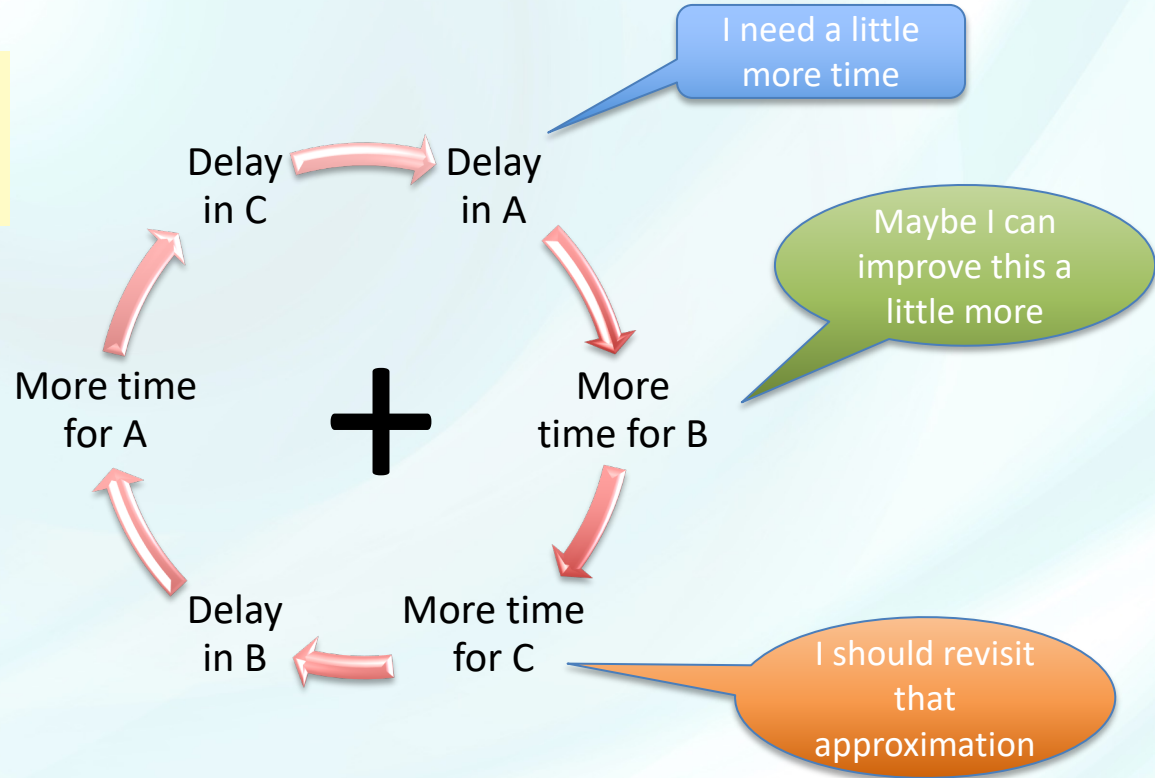 I need a little
more time
Delay
in C
Delay
in A
Maybe I can
improve this a
little more
More time
for A
+
More
time for B
Delay
in B
More time
for C
I should revisit
that
approximation